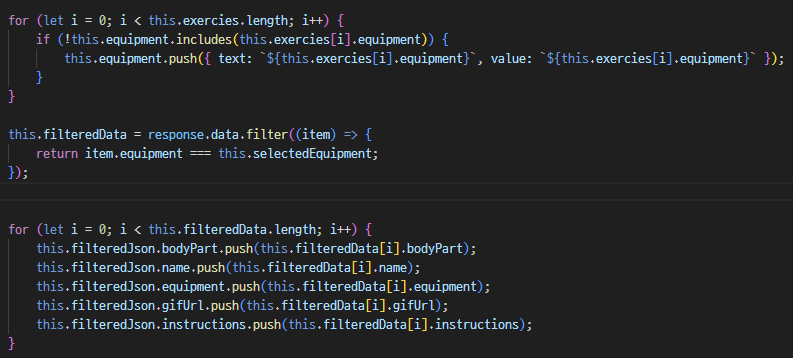 for (let i = 0; i < this.exercies.length; i++) {
    if (!this.equipment.includes(this.exercies[i].equipment)) {
        this.equipment.push({ text: `${this.exercies[i].equipment}`, value: `${this.exercies[i].equipment}` });
    }
}

this.filteredData = response.data.filter((item) => {
    return item.equipment === this.selectedEquipment;
});

for (let i = 0; i < this.filteredData.length; i++) {
    this.filteredJson.bodyPart.push(this.filteredData[i].bodyPart);
    this.filteredJson.name.push(this.filteredData[i].name);
    this.filteredJson.equipment.push(this.filteredData[i].equipment);
    this.filteredJson.gifUrl.push(this.filteredData[i].gifUrl);
    this.filteredJson.instructions.push(this.filteredData[i].instructions);
}